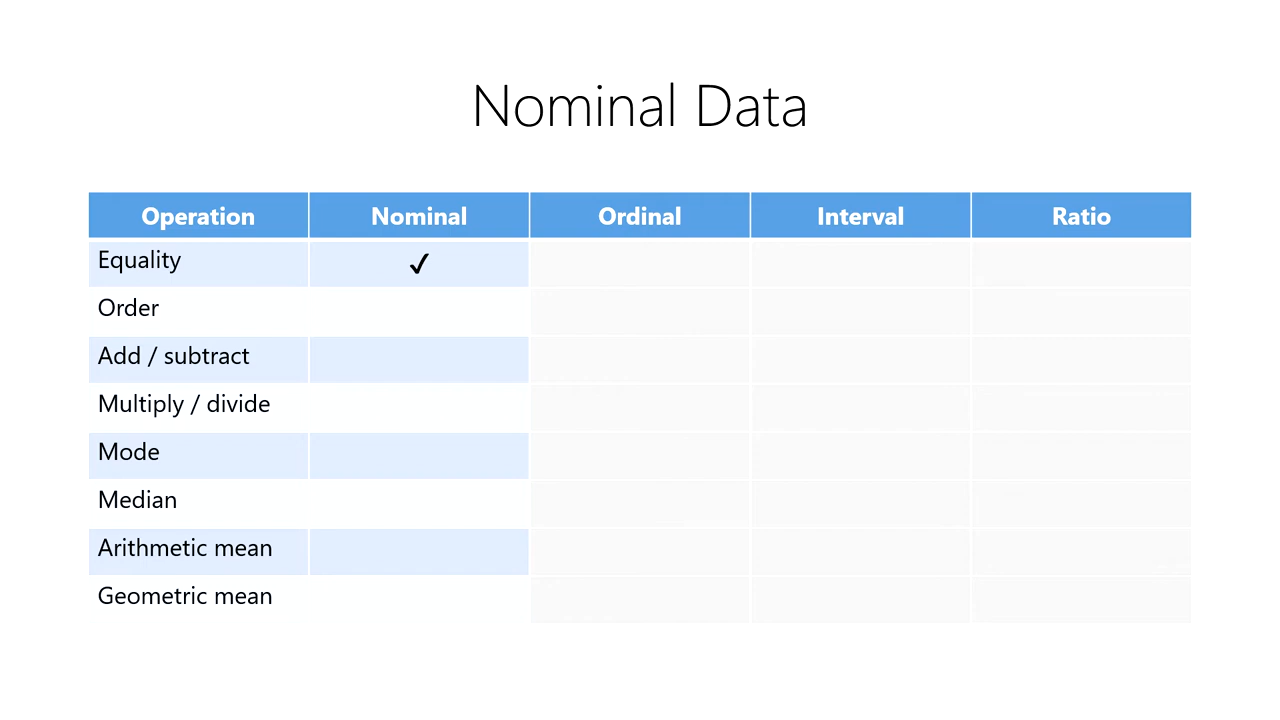 Nominal Data
Operation Nominal Ordinal Interval Ratio
Equality ✓
Order
Add / subtract
Multiply / divide
Mode
Median
Arithmetic mean
Geometric mean